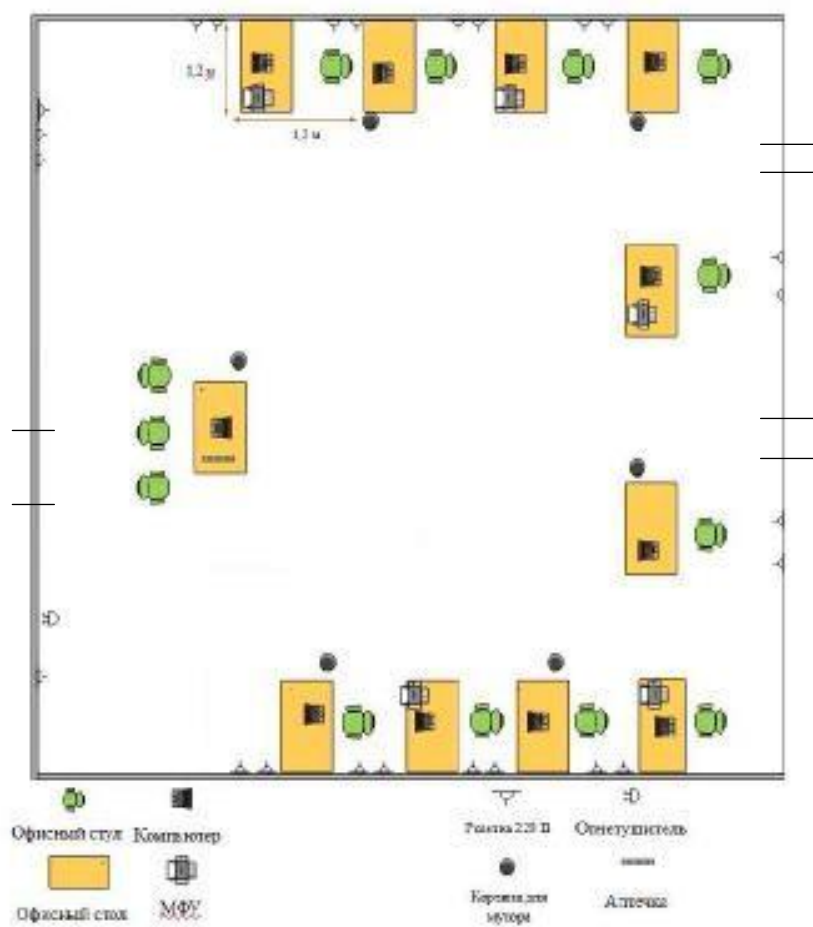 1,2 м
1,2 м
Офисный стул
Компьютер
Розетка 220 В
Огнетушитель
Офисный стол
МФУ
Корзина для
мусора
Аптечка